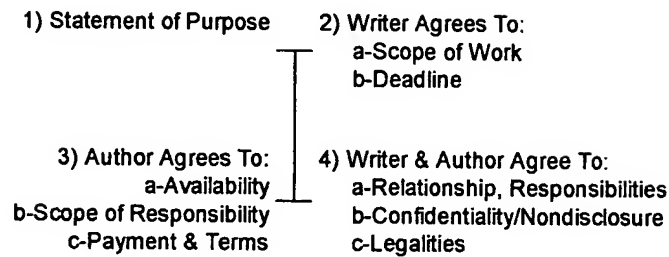 1) Statement of Purpose
2) Writer Agrees To:
a-Scope of Work
b-Deadline
3) Author Agrees To:
a-Availability
b-Scope of Responsibility
c-Payment & Terms
4) Writer & Author Agree To:
a-Relationship, Responsibilities
b-Confidentiality/Nondisclosure
c-Legalities